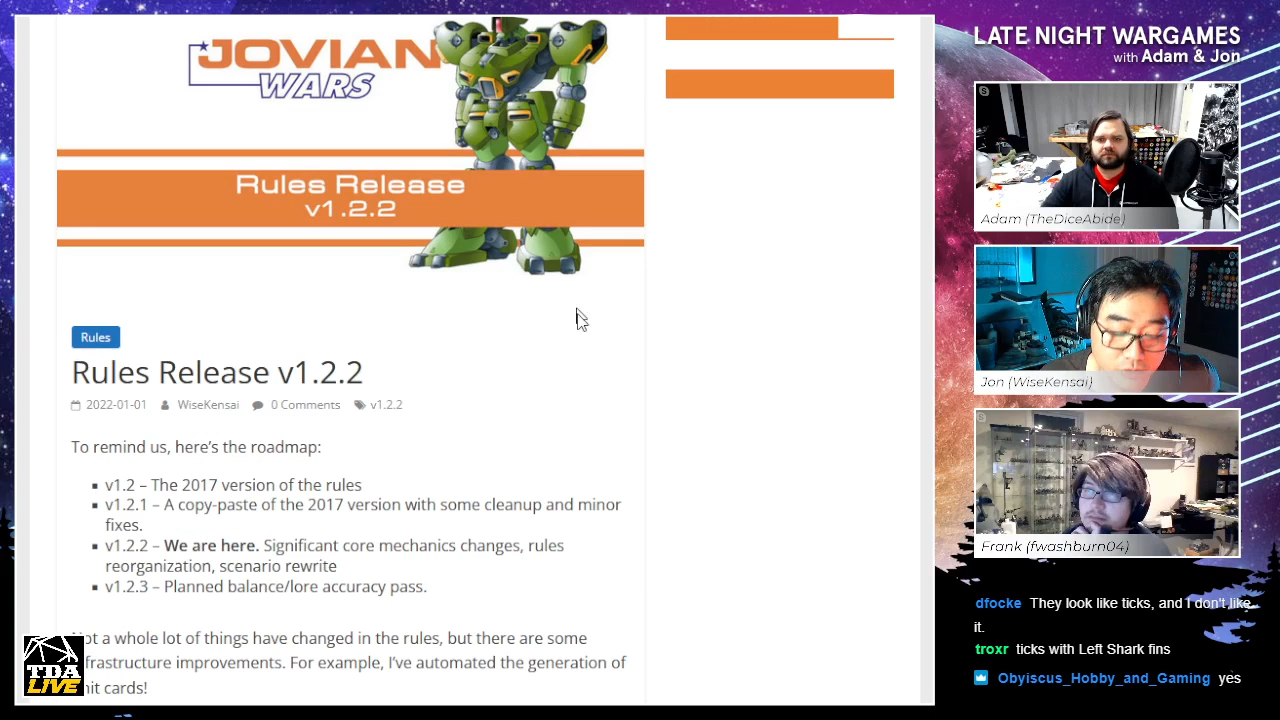 JOVIAN
WARS
Rules Release
v1.2.2
Rules
Rules Release v1.2.2
2022-01-01 WiseKensai 0 Comments v1.2.2
To remind us, here's the roadmap:
v1.2 – The 2017 version of the rules
v1.2.1 – A copy-paste of the 2017 version with some cleanup and minor
fixes.
v1.2.2 – We are here. Significant core mechanics changes, rules
reorganization, scenario rewrite
v1.2.3 – Planned balance/lore accuracy pass.
ot a whole lot of things have changed in the rules, but there are some
frastructure improvements. For example, I've automated the generation of
it cards!
TDA
LIVE
LATE NIGHT WARGAMES
with Adam & Jon
Adam (TheDiceAbide)
Jon (WiseKensai)
Frank (fwashburn04)
dfocke They look like ticks, and I don't like
it.
troxr ticks with Left Shark fins
Obyiscus_Hobby_and_Gaming yes